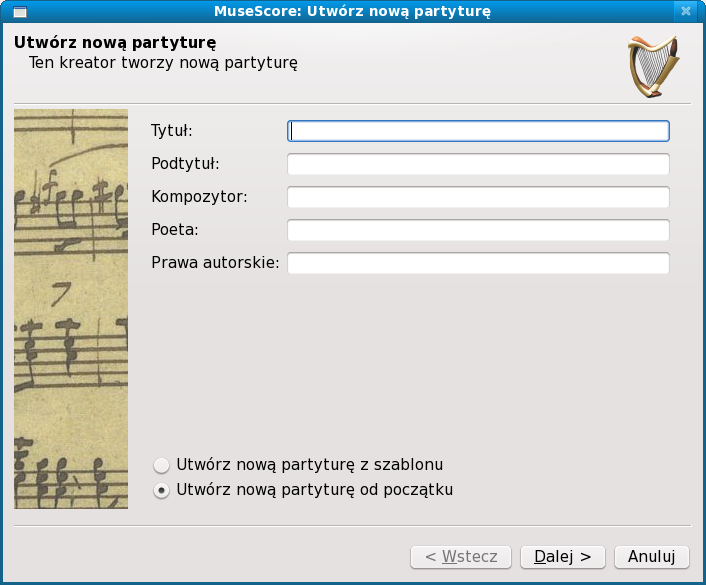 MuseScore: Utwórz nową partyturę
Utwórz nową partyturę
Ten kreator tworzy nową partyturę
Tytuł:
Podtytuł:
Kompozytor:
Poeta:
Prawa autorskie:
Utwórz nową partyturę z szablonu
Utwórz nową partyturę od początku
< Wstecz Dalej > Anuluj